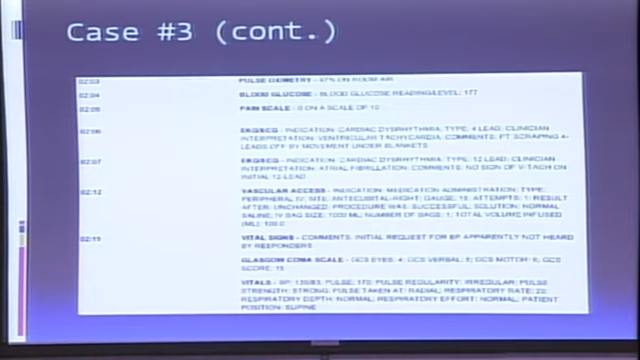 Case #3 (cont.)
02:03 PULSE OXIMETRY - 97% ON ROOM AIR
02:04 BLOOD GLUCOSE - BLOOD GLUCOSE READING/LEVEL: 177
02:05 PAIN SCALE - 0 ON A SCALE OF 10
02:06 EKG/ECG - INDICATION: CARDIAC DYSRHYTHMIA; TYPE: 4 LEAD; CLINICIAN
INTERPRETATION: VENTRICULAR TACHYCARDIA; COMMENTS: PT SCRAPING 4-
LEADS OFF BY MOVEMENT UNDER BLANKETS
02:07 EKG/ECG - INDICATION: CARDIAC DYSRHYTHMIA; TYPE: 12 LEAD; CLINICIAN
INTERPRETATION: ATRIAL FIBRILLATION; COMMENTS: NO SIGN OF V-TACH ON
INITIAL 12-LEAD
02:12 VASCULAR ACCESS - INDICATION: MEDICATION ADMINISTRATION; TYPE:
PERIPHERAL IV; SITE: ANTECUBITAL-RIGHT; GAUGE: 18; ATTEMPTS: 1; RESULT
AFTER: UNCHANGED; PROCEDURE WAS: SUCCESSFUL; SOLUTION: NORMAL
SALINE; IV BAG SIZE: 1000 ML; NUMBER OF BAGS: 1; TOTAL VOLUME INFUSED
(ML): 100.0
VITAL SIGNS - COMMENTS: INITIAL REQUEST FOR BP APPARENTLY NOT HEARD
BY RESPONDERS
GLASGOW COMA SCALE - GCS EYES: 4; GCS VERBAL: 5; GCS MOTOR: 6; GCS
SCORE: 15
VITALS - BP: PULSE: 170; PULSE REGULARITY: IRREGULAR; PULSE
STRENGTH: STRONG; PULSE TAKEN AT: RADIAL; RESPIRATORY RATE: 20;
RESPIRATORY DEPTH: NORMAL; RESPIRATORY EFFORT: NORMAL; PATIENT
POSITION: SUPINE